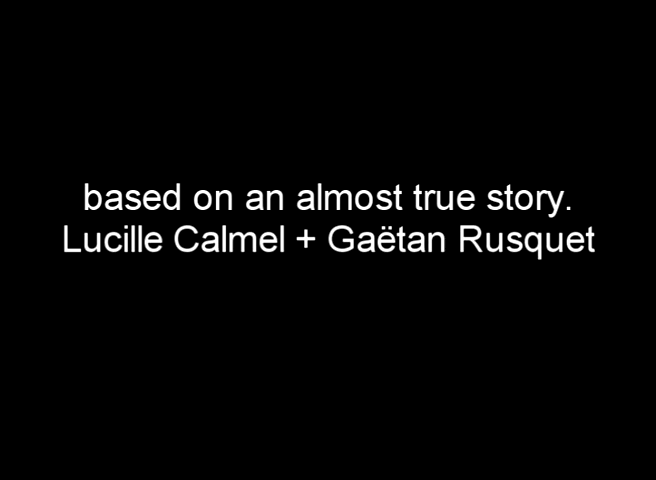 based on an almost true story.
Lucille Calmel + Gaëtan Rusquet